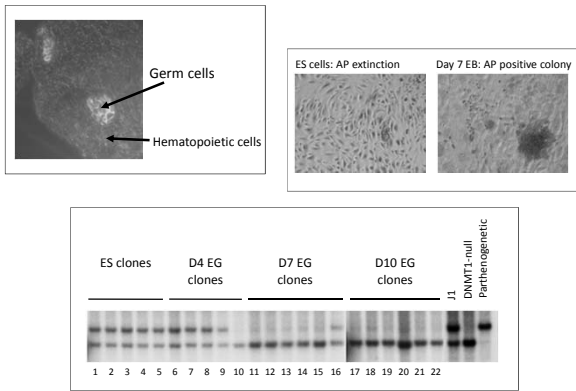 Germ cells
Hematopoietic cells
ES cells: AP extinction
Day 7 EB: AP positive colony
ES clones
D4 EG
clones
D7 EG
clones
D10 EG
clones
J1
DNMT1-null
Parthenogenetic
1 2 3 4 5 6 7 8 9 10 11 12 13 14 15 16 17 18 19 20 21 22